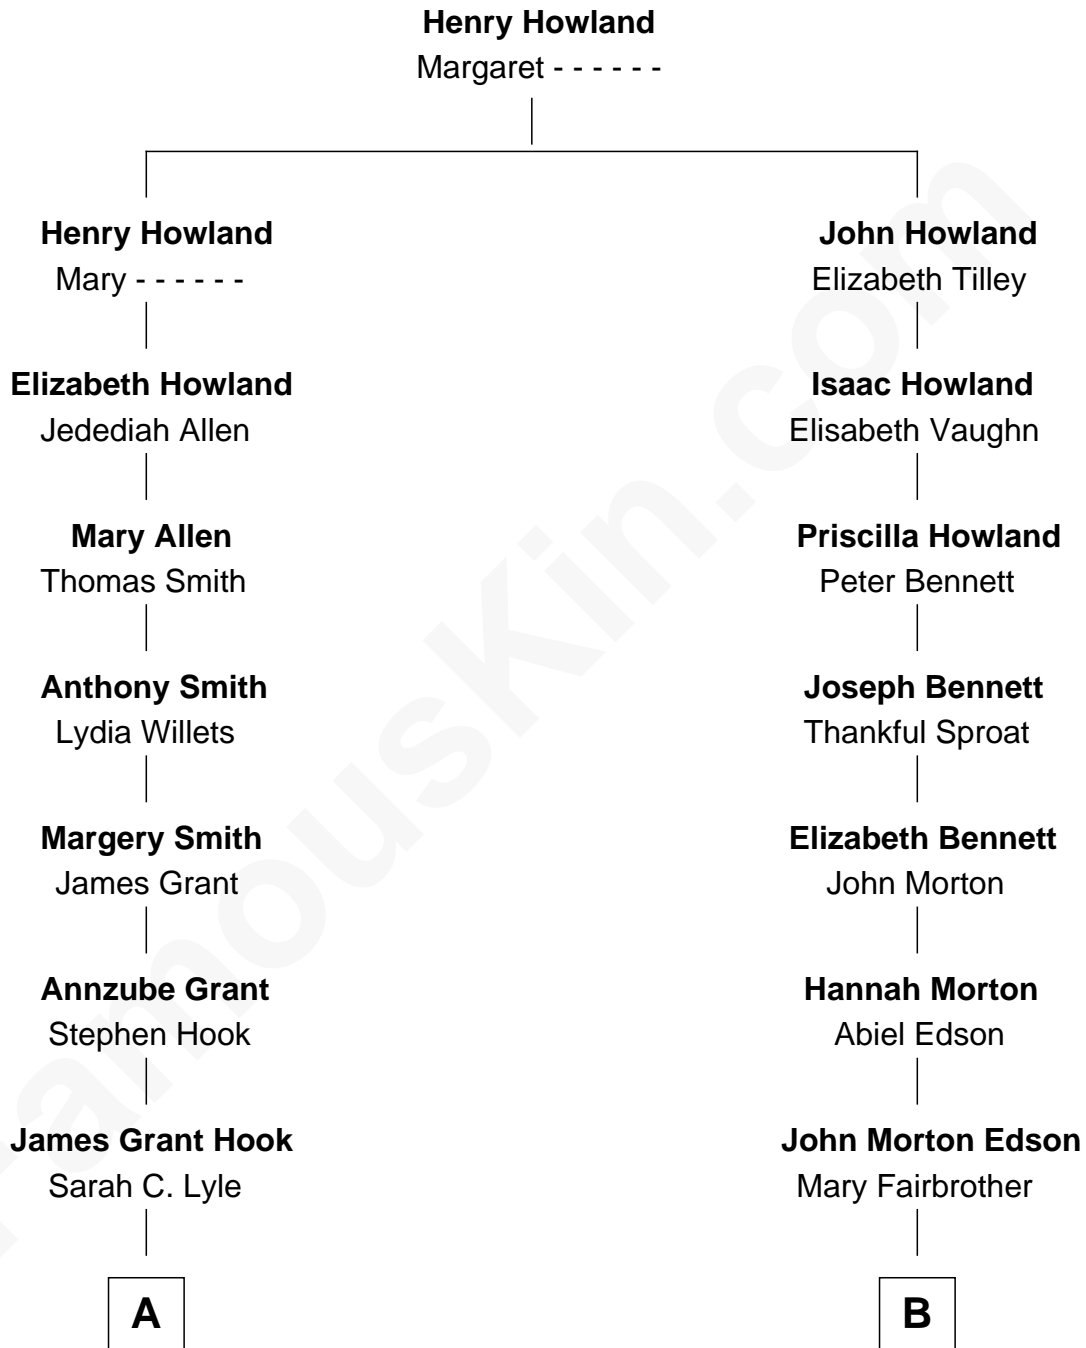 Henry Howland
Margaret - - - - - -
Henry Howland
Mary - - - - - -
John Howland
Elizabeth Tilley
Elizabeth Howland
Jedediah Allen
Isaac Howland
Elisabeth Vaughn
Mary Allen
Thomas Smith
Priscilla Howland
Peter Bennett
Anthony Smith
Lydia Willets
Joseph Bennett
Thankful Sproat
Margery Smith
James Grant
Elizabeth Bennett
John Morton
Annzube Grant
Stephen Hook
Hannah Morton
Abiel Edson
James Grant Hook
Sarah C. Lyle
John Morton Edson
Mary Fairbrother
A
B
FamousKin.com